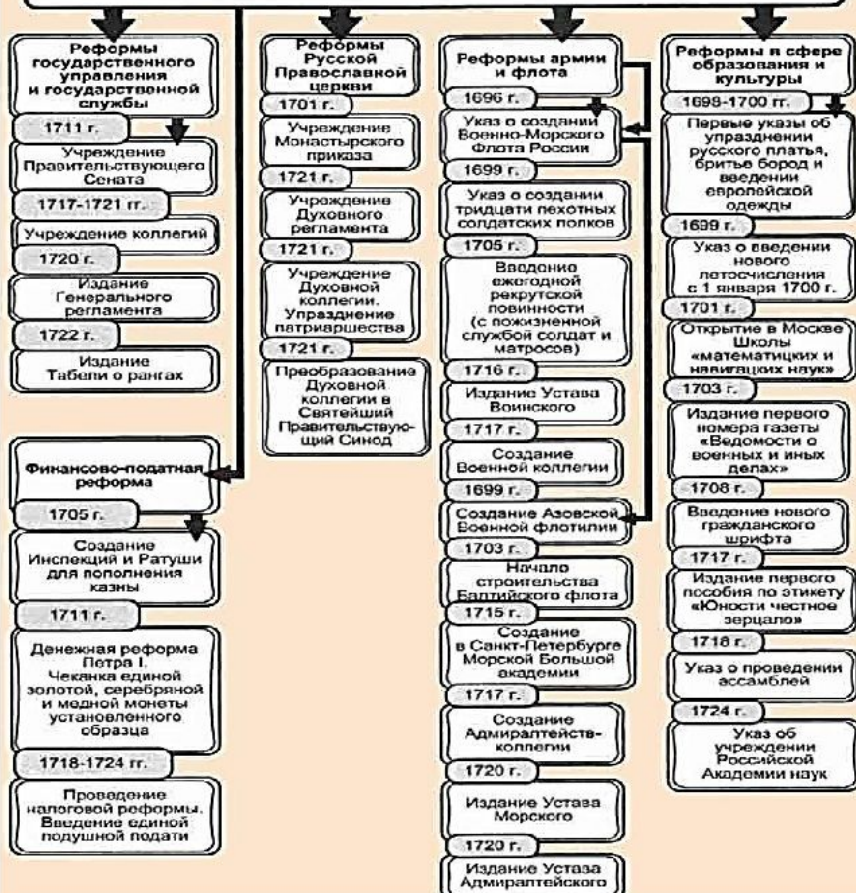 Реформы
государственного
управления
и государственной
службы
1711 г.
Учреждение
Правительствующего
Сената
1717-1721 гг.
Учреждение коллегий
1720 г.
Издание
Генерального
регламента
1722 г.
Издание
Табели о рангах
Финансово-податная
реформа
1705 г.
Создание
Инспекций и Ратуши
для пополнения
казны
1711 г.
Денежная реформа
Петра I.
Чеканка единой
золотой, серебряной
и медной монеты
установленного
образца
1718-1724 гг.
Проведение
налоговой реформы.
Введение единой
подушной подати
Реформы
Русской
Православной
церкви
1701 г.
Учреждение
Монастырского
приказа
1721 г.
Учреждение
Духовного
регламента
1721 г.
Учреждение
Духовной
коллегии.
Упразднение
патриаршества
1721 г.
Преобразование
Духовной
коллегии в
Святейший
Правительствую-
щий Синод
Реформы армии
и флота
1696 г.
Указ о создании
Военно-Морского
Флота России
1699 г.
Указ о создании
тридцати пехотных
солдатских полков
1705 г.
Введение
ежегодной
рекрутской
повинности
(с пожизненной
службой солдат и
матросов)
1716 г.
Издание Устава
Воинского
1717 г.
Создание
Военной коллегии
1699 г.
Создание Азовской
Военной флотилии
1703 г.
Начало
строительства
Балтийского флота
1715 г.
Создание
в Санкт-Петербурге
Морской Большой
академии
1717 г.
Создание
Адмиралтейств-
коллегии
1720 г.
Издание Устава
Морского
1720 г.
Издание Устава
Адмиралтейского
Реформы в сфере
образования и
культуры
1698-1700 гг.
Первые указы об
упразднении
русского платья,
бритье бород и
введении
европейской
одежды
1699 г.
Указ о введении
нового
летосчисления
с 1 января 1700 г.
1701 г.
Открытие в Москве
Школы
«математицких и
навигацких наук»
1703 г.
Издание первого
номера газеты
«Ведомости о
военных и иных
делах»
1708 г.
Введение нового
гражданского
шрифта
1717 г.
Издание первого
пособия по этикету
«Юности честное
зерцало»
1718 г.
Указ о проведении
ассамблей
1724 г.
Указ об
учреждении
Российской
Академии наук